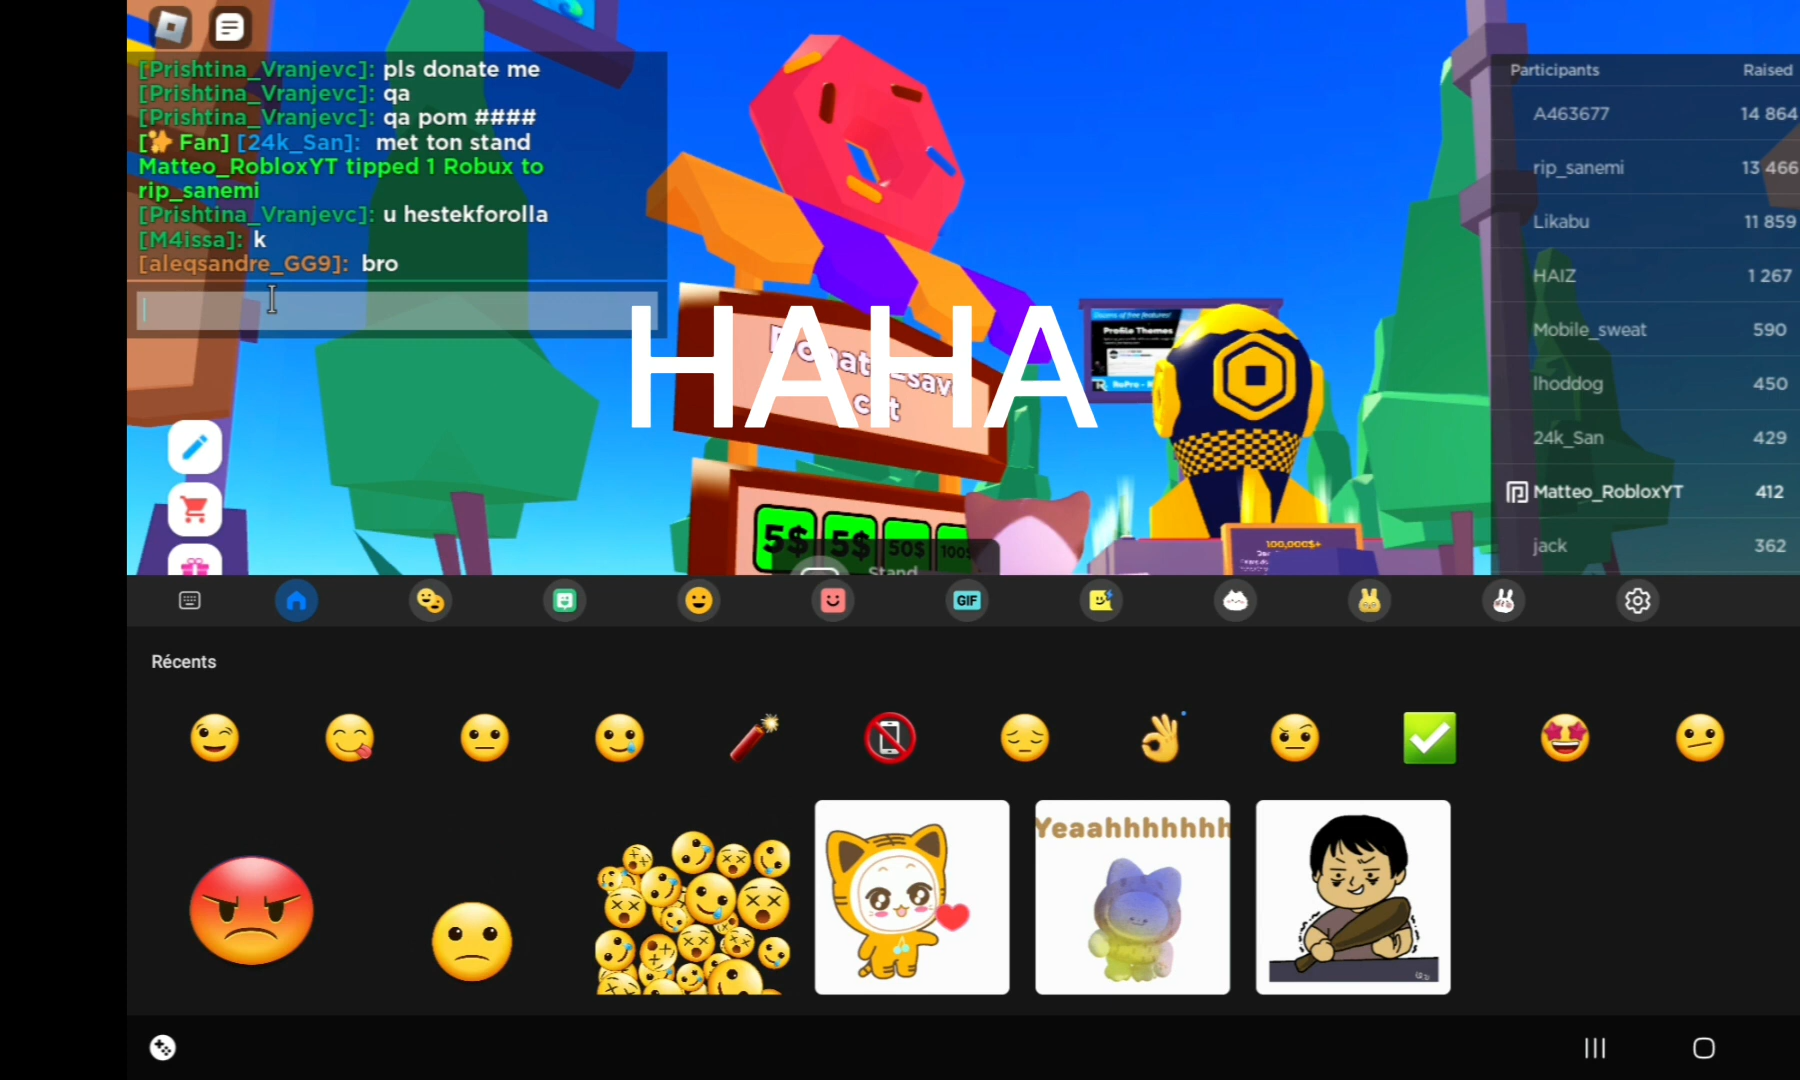 [Prishtina_Vranjevc]: pls donate me
[Prishtina_Vranjevc]: qa
[Prishtina_Vranjevc]: qa pom ####
[✨ Fan] [24k_San]: met ton stand
Matteo_RobloxYT tipped 1 Robux to
rip_sanemi
[Prishtina_Vranjevc]: u hestekforolla
[M4issa]: k
[aleqsandre_GG9]: bro
Participants Raised
A463677 14 864
rip_sanemi 13 466
Likabu 11 859
HAIZ 1 267
Mobile_sweat 590
lhoddog 450
24k_San 429
Matteo_RobloxYT 412
jack 362
HAHA
Profile Themes
5$ 5$ 50$ 100$
Stand
100,000$+
GIF
Récents
Yeaahhhhhhh